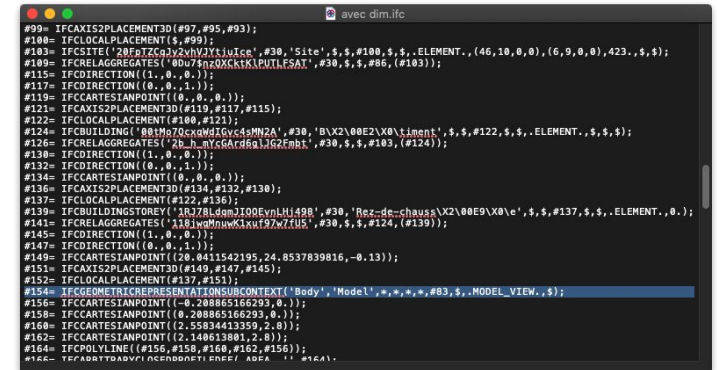 avec dim.ifc
#99= IFCAXIS2PLACEMENT3D(#97,#95,#93);
#100= IFCLOCALPLACEMENT($,#99);
#103= IFCSITE('20FpTZCqJy2vhVJYtjuIce',#30,'Site',$,$,#100,$,$,.ELEMENT.,(46,10,0,0),(6,9,0,0),423.,$,$);
#109= IFCRELAGGREGATES('0Du7$nzQXCktKlPUTLFSAT',#30,$,$,#86,(#103));
#115= IFCDIRECTION((1.,0.,0.));
#117= IFCDIRECTION((0.,0.,1.));
#119= IFCCARTESIANPOINT((0.,0.,0.));
#121= IFCAXIS2PLACEMENT3D(#119,#117,#115);
#122= IFCLOCALPLACEMENT(#100,#121);
#124= IFCBUILDING('00tMo7QcxqWdIGvc4sMN2A',#30,'B\X2\00E2\X0\timent',$,$,#122,$,$,.ELEMENT.,$,$,$);
#126= IFCRELAGGREGATES('2b_h_mYcGArd6glJG2Fmbt',#30,$,$,#103,(#124));
#130= IFCDIRECTION((1.,0.,0.));
#132= IFCDIRECTION((0.,0.,1.));
#134= IFCCARTESIANPOINT((0.,0.,0.));
#136= IFCAXIS2PLACEMENT3D(#134,#132,#130);
#137= IFCLOCALPLACEMENT(#122,#136);
#139= IFCBUILDINGSTOREY('1RJ78LdqmJIOOEvnLHj498',#30,'Rez-de-chauss\X2\00E9\X0\e',$,$,#137,$,$,.ELEMENT.,0.);
#141= IFCRELAGGREGATES('118jwqMnuwK1xuf97w7fU5',#30,$,$,#124,(#139));
#145= IFCDIRECTION((1.,0.,0.));
#147= IFCDIRECTION((0.,0.,1.));
#149= IFCCARTESIANPOINT((20.0411542195,24.8537839816,-0.13));
#151= IFCAXIS2PLACEMENT3D(#149,#147,#145);
#152= IFCLOCALPLACEMENT(#137,#151);
#154= IFCGEOMETRICREPRESENTATIONSUBCONTEXT('Body','Model',*,*,*,*,#83,$,.MODEL_VIEW.,$);
#156= IFCCARTESIANPOINT((-0.208865166293,0.));
#158= IFCCARTESIANPOINT((0.208865166293,0.));
#160= IFCCARTESIANPOINT((2.55834413359,2.8));
#162= IFCCARTESIANPOINT((2.140613801,2.8));
#164= IFCPOLYLINE((#156,#158,#160,#162,#156));
#166= IFCARBITRARYCLOSEDPROFILEDEF(.AREA.,'',#164);